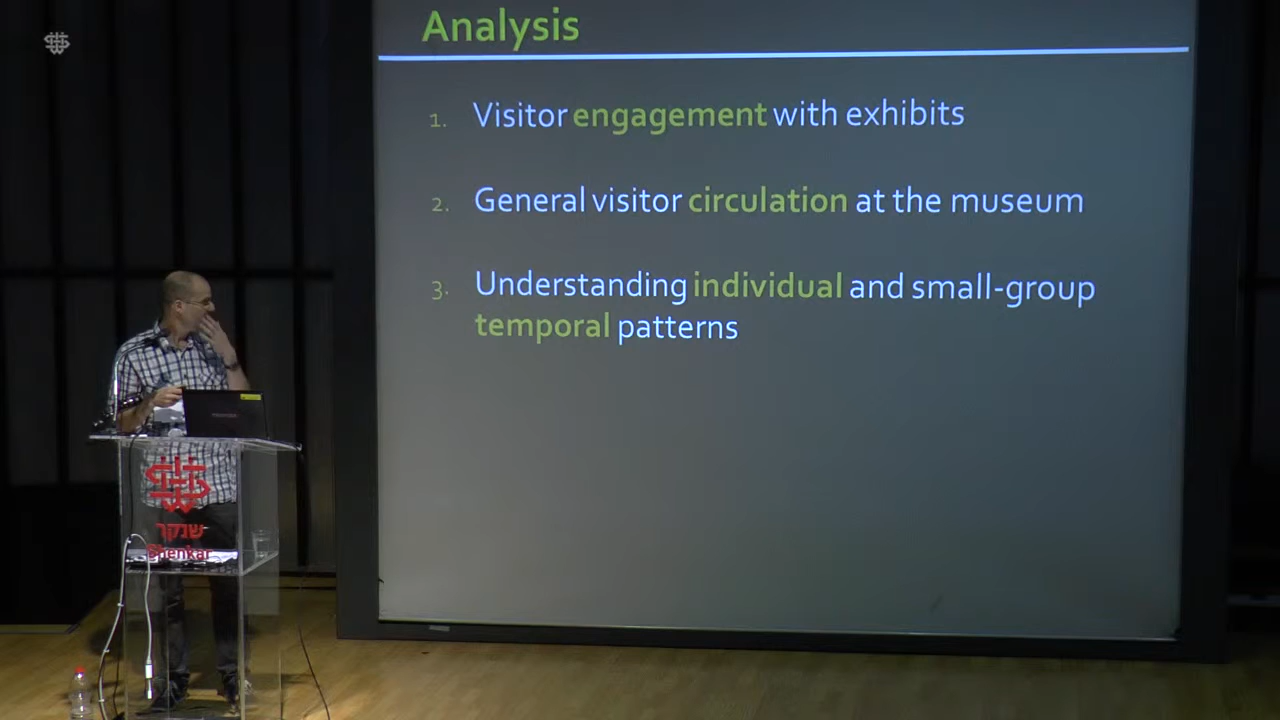 Analysis
1. Visitor engagement with exhibits
2. General visitor circulation at the museum
3. Understanding individual and small-group
temporal patterns
שנקר
Shenkar